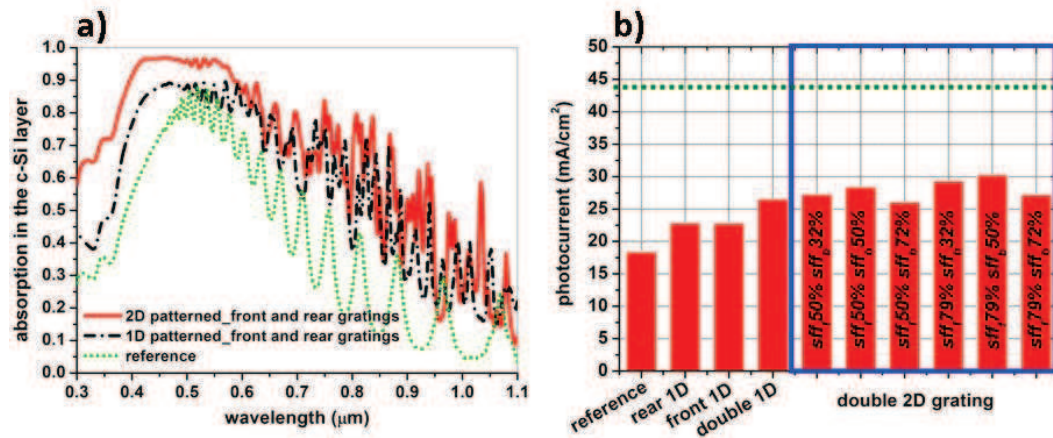 a)
absorption in the c-Si layer
1.0
0.9
0.8
0.7
0.6
0.5
0.4
0.3
0.2
0.1
0.0
2D patterned_front and rear gratings
1D patterned_front and rear gratings
reference
0.3 0.4 0.5 0.6 0.7 0.8 0.9 1.0 1.1
wavelength (μm)
b)
photocurrent (mA/cm²)
50
45
40
35
30
25
20
15
10
5
0
sff_f50% sff_b32%
sff_f50% sff_b50%
sff_f50% sff_b72%
sff_f79% sff_b32%
sff_f79% sff_b50%
sff_f79% sff_b72%
reference
rear 1D
front 1D
double 1D
double 2D grating